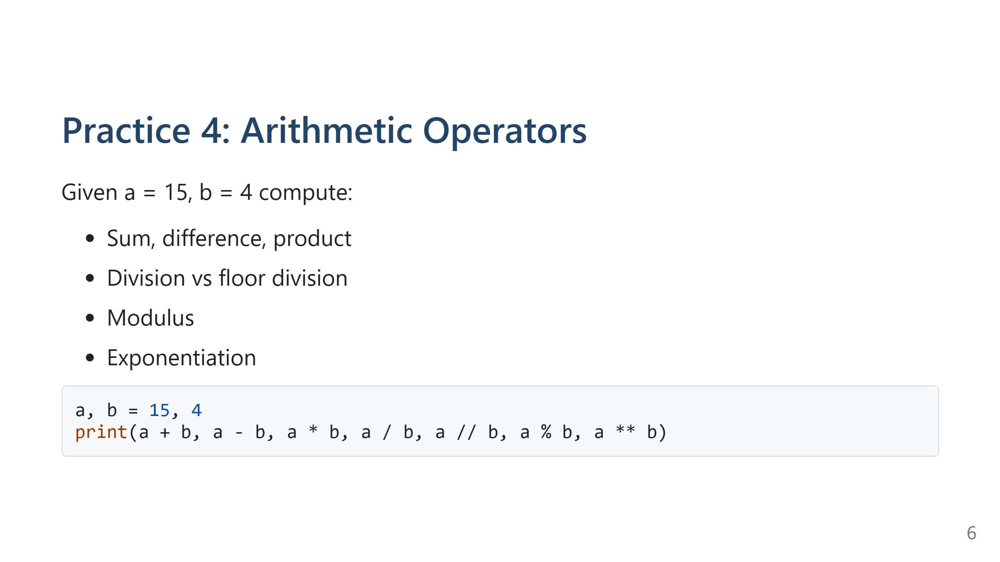 Practice 4: Arithmetic Operators
Given a = 15, b = 4 compute:
• Sum, difference, product
• Division vs floor division
• Modulus
• Exponentiation
a, b = 15, 4
print(a + b, a - b, a * b, a / b, a // b, a % b, a ** b)
6